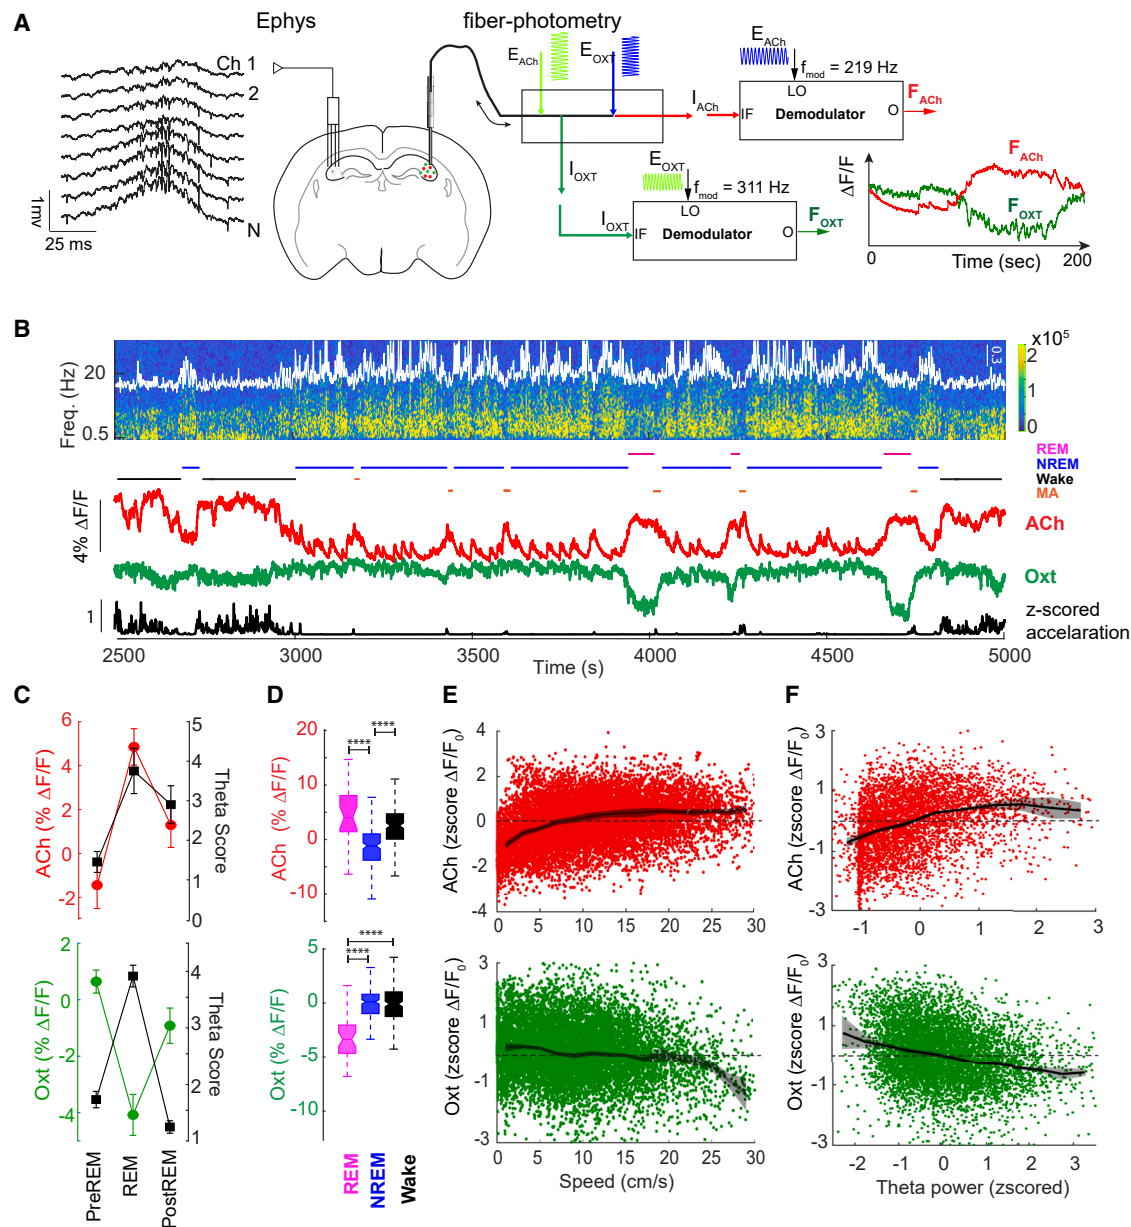 A
Ephys
fiber-photometry
Ch 1
2
N
1mv
25 ms
E_ACh
E_OXT
I_ACh
I_OXT
E_ACh
f_mod = 219 Hz
LO
IF
Demodulator
O
F_ACh
E_OXT
f_mod = 311 Hz
LO
I_OXT
IF
Demodulator
O
F_OXT
ΔF/F
F_ACh
F_OXT
0
Time (sec)
200
B
Freq. (Hz)
20
0.5
0.3
x10^5
2
1
0
REM
NREM
Wake
MA
4% ΔF/F
ACh
Oxt
1
z-scored
accelaration
2500
3000
3500
4000
4500
5000
Time (s)
C
ACh (% ΔF/F)
6
4
2
0
-2
5
4
3
2
1
0
Theta Score
Oxt (% ΔF/F)
2
0
-2
-4
4
3
2
1
Theta Score
PreREM
REM
PostREM
D
ACh (% ΔF/F)
20
10
0
-10
****
****
Oxt (% ΔF/F)
5
0
-5
-10
****
****
REM
NREM
Wake
E
ACh (zscore ΔF/F_0)
4
2
0
-2
-4
0
5
10
15
20
25
30
Oxt (zscore ΔF/F_0)
3
1
-1
-3
0
5
10
15
20
25
30
Speed (cm/s)
F
ACh (zscore ΔF/F_0)
3
1
-1
-3
-1
0
1
2
3
Oxt (zscore ΔF/F_0)
3
1
-1
-3
-2
-1
0
1
2
3
Theta power (zscored)